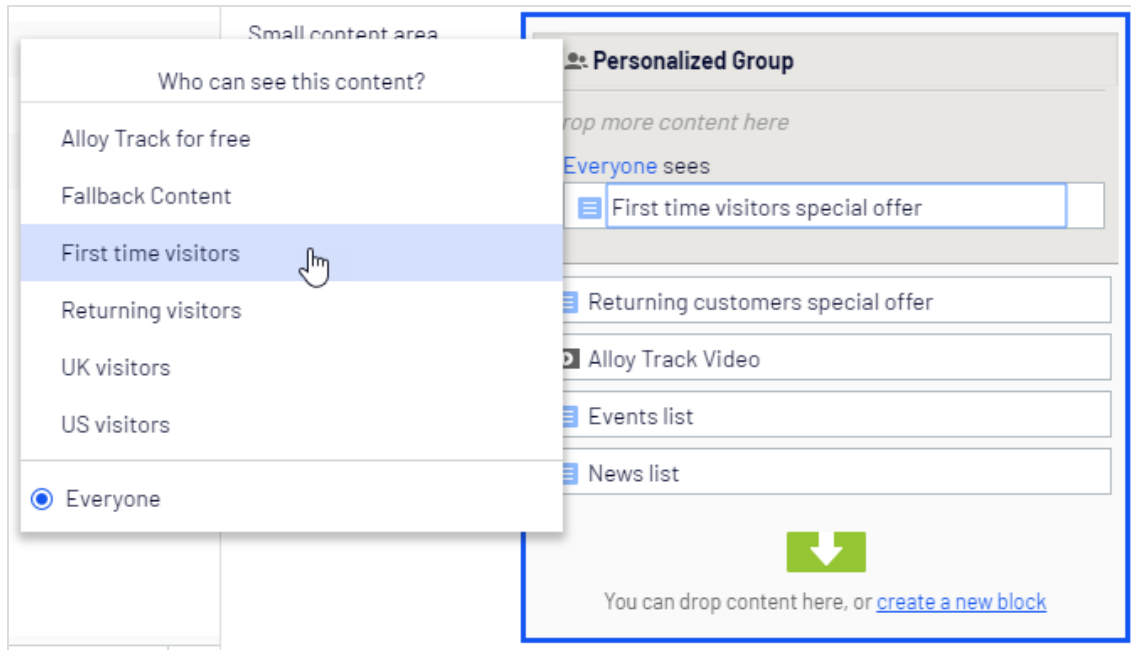 Small content area
Who can see this content?
Alloy Track for free
Fallback Content
First time visitors
Returning visitors
UK visitors
US visitors
Everyone
Personalized Group
rop more content here
Everyone sees
First time visitors special offer
Returning customers special offer
Alloy Track Video
Events list
News list
You can drop content here, or create a new block